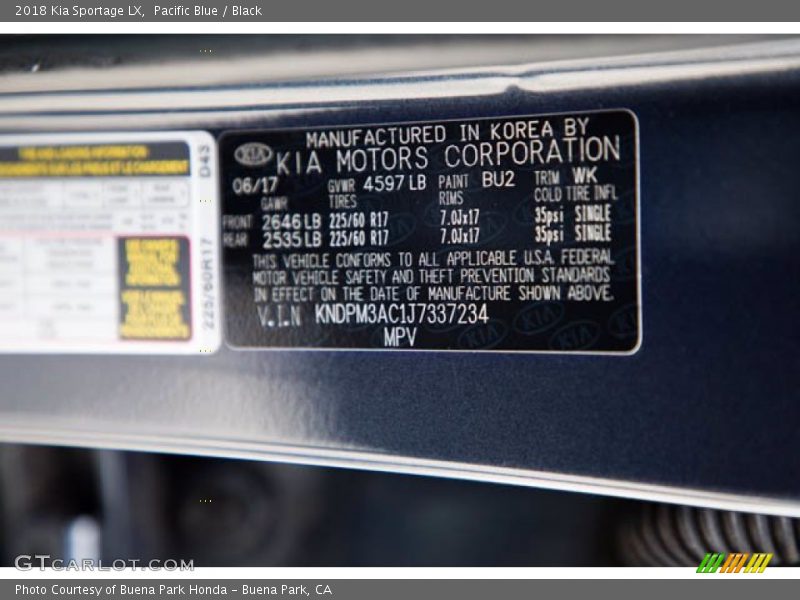 2018 Kia Sportage LX, Pacific Blue / Black
MANUFACTURED IN KOREA BY
KIA KIA MOTORS CORPORATION
06/17 GVWR 4597 LB PAINT BU2 TRIM WK
GAWR TIRES RIMS COLD TIRE INFL
FRONT 2646 LB 225/60 R17 7.0Jx17 35psi SINGLE
REAR 2535 LB 225/60 R17 7.0Jx17 35psi SINGLE
THIS VEHICLE CONFORMS TO ALL APPLICABLE U.S.A. FEDERAL
MOTOR VEHICLE SAFETY AND THEFT PREVENTION STANDARDS
IN EFFECT ON THE DATE OF MANUFACTURE SHOWN ABOVE.
V.I.N KNDPM3AC1J7337234
MPV
D43
225/60R17
GTCARLOT.COM
Photo Courtesy of Buena Park Honda - Buena Park, CA